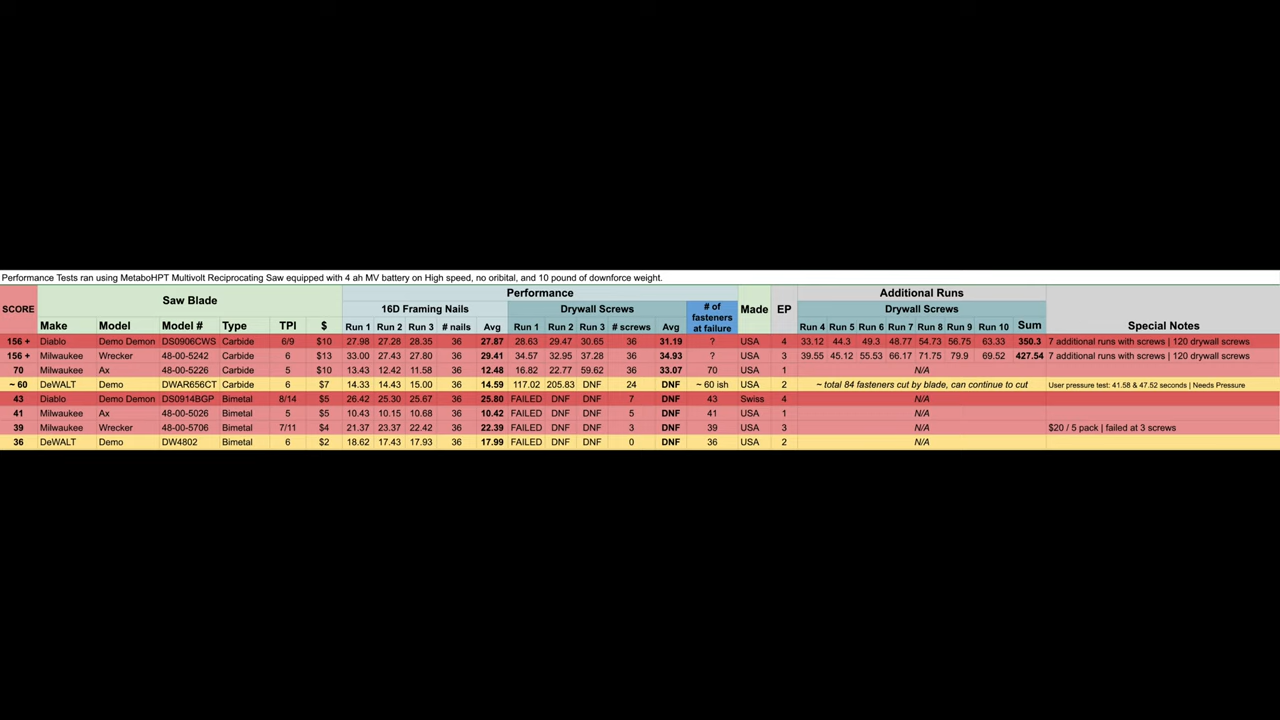 Performance Tests ran using MetaboHPT Multivolt Reciprocating Saw equipped with 4 ah MV battery on High speed, no oribital, and 10 pound of downforce weight.
SCORE Saw Blade Performance Made EP Additional Runs Special Notes
16D Framing Nails Drywall Screws # of fasteners at failure Drywall Screws
Make Model Model # Type TPI $ Run 1 Run 2 Run 3 # nails Avg Run 1 Run 2 Run 3 # screws Avg Run 4 Run 5 Run 6 Run 7 Run 8 Run 9 Run 10 Sum
156 + Diablo Demo Demon DS0906CWS Carbide 6/9 $10 27.98 27.28 28.35 36 27.87 28.63 29.47 30.65 36 31.19 ? USA 4 33.12 44.3 49.3 48.77 54.73 56.75 63.33 350.3 7 additional runs with screws | 120 drywall screws
156 + Milwaukee Wrecker 48-00-5242 Carbide 6 $13 33.00 27.43 27.80 36 29.41 34.57 32.95 37.28 36 34.93 ? USA 3 39.55 45.12 55.53 66.17 71.75 79.9 69.52 427.54 7 additional runs with screws | 120 drywall screws
70 Milwaukee Ax 48-00-5226 Carbide 5 $10 13.43 12.42 11.58 36 12.48 16.82 22.77 59.62 36 33.07 70 USA 1 N/A
~ 60 DeWALT Demo DWAR656CT Carbide 6 $7 14.33 14.43 15.00 36 14.59 117.02 205.83 DNF 24 DNF ~ 60 ish USA 2 ~ total 84 fasteners cut by blade, can continue to cut User pressure test: 41.58 & 47.52 seconds | Needs Pressure
43 Diablo Demo Demon DS0914BGP Bimetal 8/14 $5 26.42 25.30 25.67 36 25.80 FAILED DNF DNF 7 DNF 43 Swiss 4 N/A
41 Milwaukee Ax 48-00-5026 Bimetal 5 $5 10.43 10.15 10.68 36 10.42 FAILED DNF DNF 5 DNF 41 USA 1 N/A
39 Milwaukee Wrecker 48-00-5706 Bimetal 7/11 $4 21.37 23.37 22.42 36 22.39 FAILED DNF DNF 3 DNF 39 USA 3 N/A $20 / 5 pack | failed at 3 screws
36 DeWALT Demo DW4802 Bimetal 6 $2 18.62 17.43 17.93 36 17.99 FAILED DNF DNF 0 DNF 36 USA 2 N/A